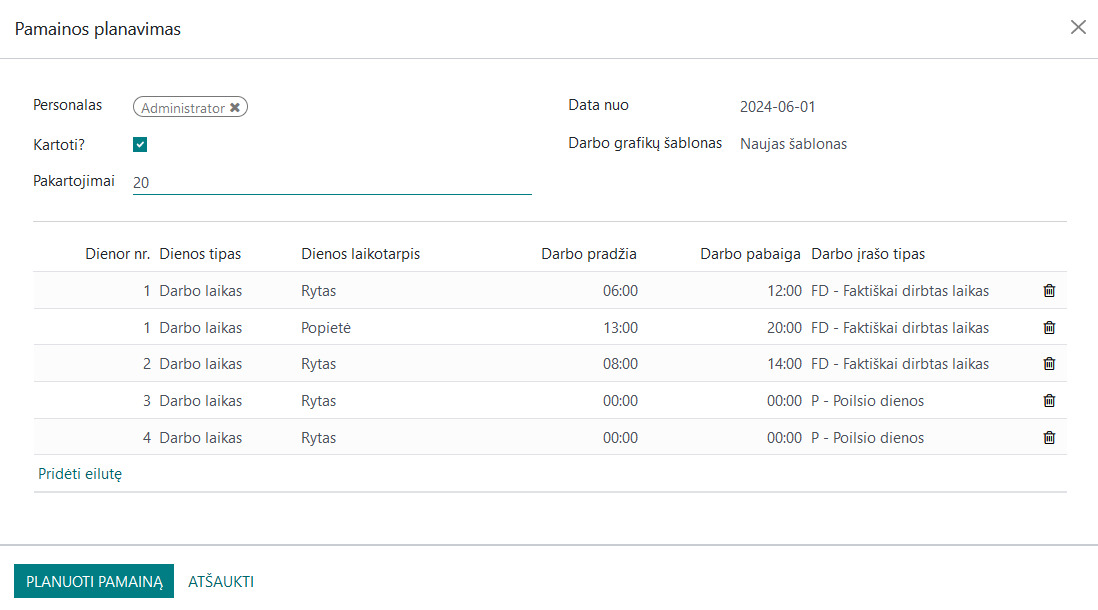 Pamainos planavimas
Personalas Administrator Data nuo 2024-06-01
Kartoti? Darbo grafikų šablonas Naujas šablonas
Pakartojimai 20
Dienor nr. Dienos tipas Dienos laikotarpis Darbo pradžia Darbo pabaiga Darbo įrašo tipas
1 Darbo laikas Rytas 06:00 12:00 FD - Faktiškai dirbtas laikas
1 Darbo laikas Popietė 13:00 20:00 FD - Faktiškai dirbtas laikas
2 Darbo laikas Rytas 08:00 14:00 FD - Faktiškai dirbtas laikas
3 Darbo laikas Rytas 00:00 00:00 P - Poilsio dienos
4 Darbo laikas Rytas 00:00 00:00 P - Poilsio dienos
Pridėti eilutę
PLANUOTI PAMAINĄ ATŠAUKTI